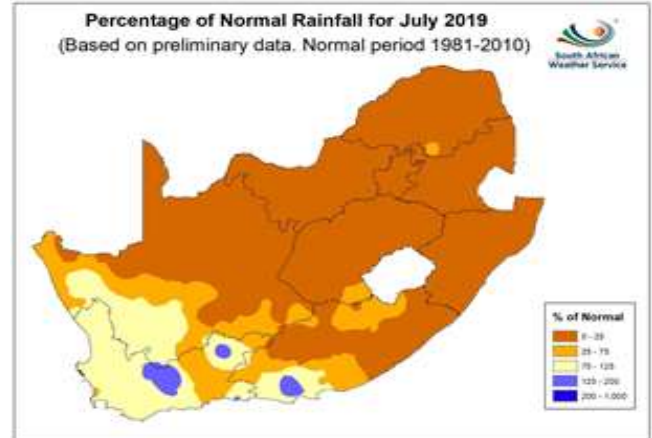 Percentage of Normal Rainfall for July 2019
(Based on preliminary data. Normal period 1981-2010)
South African
Weather Service
% of Normal
0 - 25
25 - 75
75 - 125
125 - 200
200 - 1,000